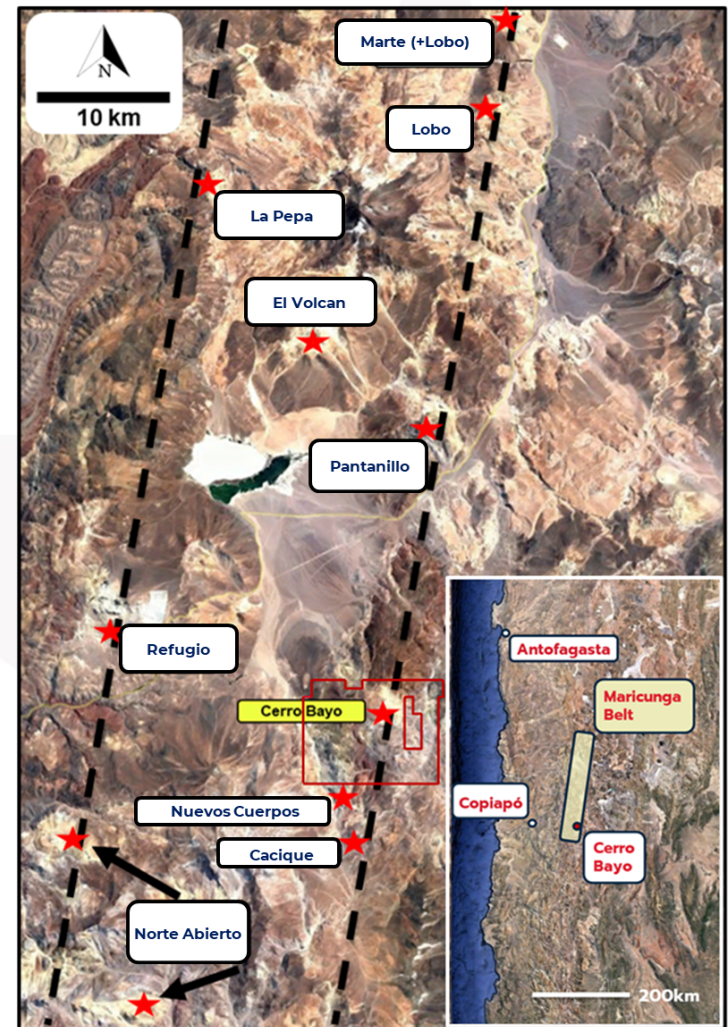 N
10 km
Marte (+Lobo)
Lobo
La Pepa
El Volcan
Pantanillo
Refugio
Cerro Bayo
Nuevos Cuerpos
Cacique
Norte Abierto
Antofagasta
Maricunga
Belt
Copiapó
Cerro
Bayo
200km